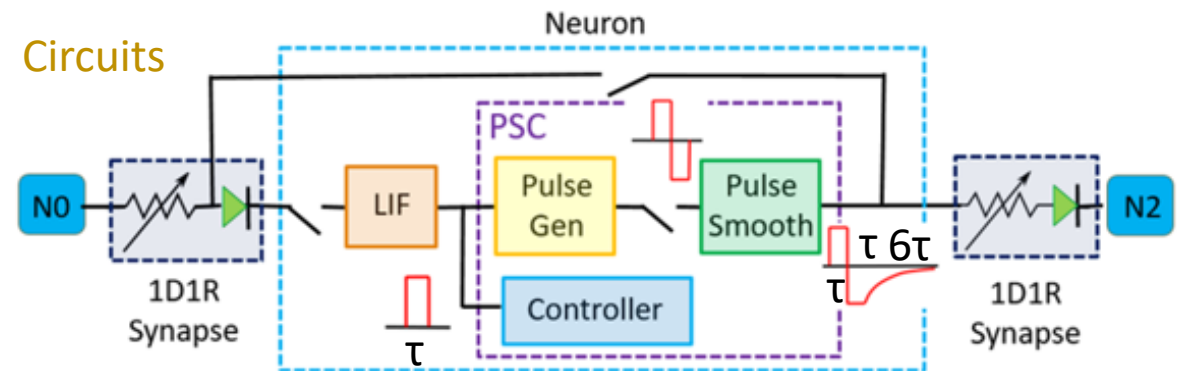 Neuron
Circuits
PSC
N0
LIF
Pulse
Gen
Pulse
Smooth
N2
τ 6τ
τ
1D1R
Synapse
Controller
1D1R
Synapse
τ